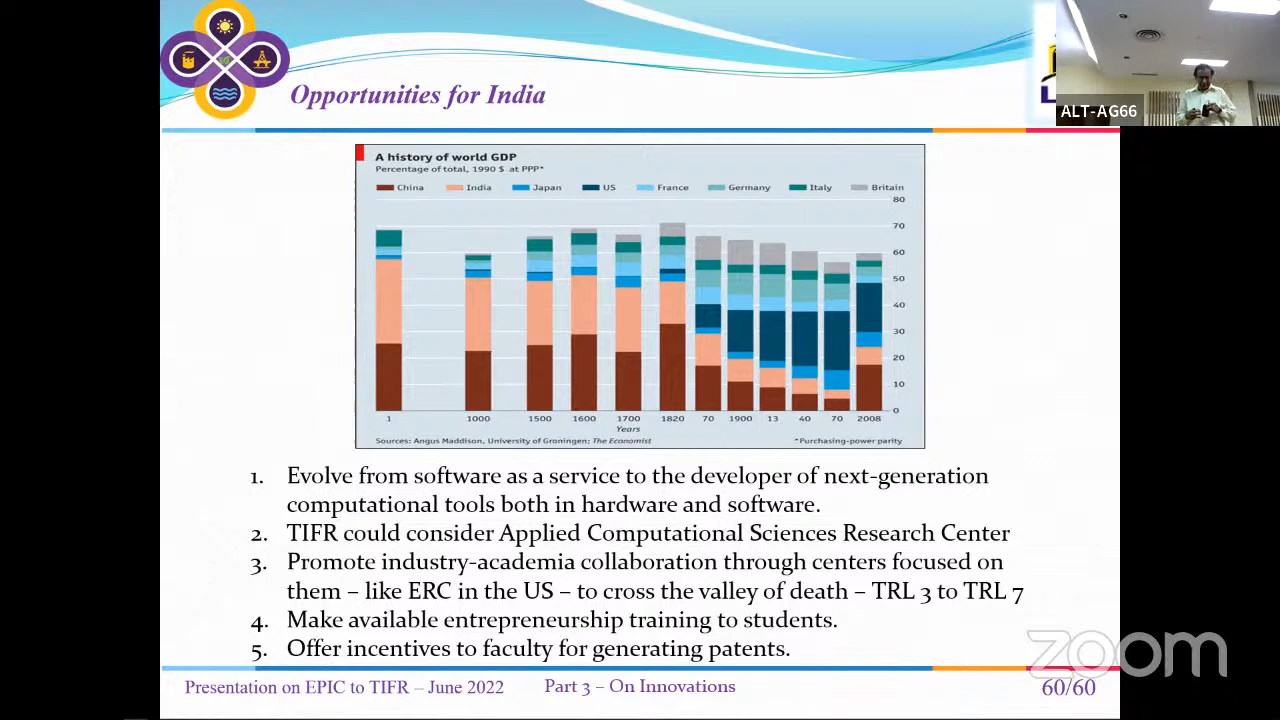 Opportunities for India
ALT-AG66
A history of world GDP
Percentage of total, 1990 $ at PPP*
China India Japan US France Germany Italy Britain
80
70
60
50
40
30
20
10
0
1 1000 1500 1600 1700 1820 70 1900 13 40 70 2008
Years
Sources: Angus Maddison, University of Groningen; The Economist *Purchasing-power parity
1. Evolve from software as a service to the developer of next-generation
computational tools both in hardware and software.
2. TIFR could consider Applied Computational Sciences Research Center
3. Promote industry-academia collaboration through centers focused on
them – like ERC in the US – to cross the valley of death – TRL 3 to TRL 7
4. Make available entrepreneurship training to students.
5. Offer incentives to faculty for generating patents.
zoom
Presentation on EPIC to TIFR – June 2022 Part 3 – On Innovations 60/60